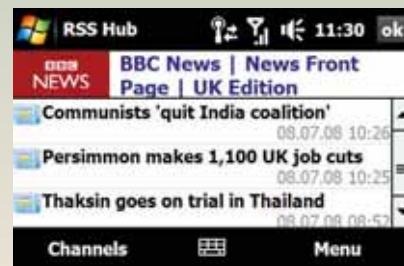 RSS Hub 11:30 ok
BBC
NEWS
BBC News | News Front
Page | UK Edition
Communists 'quit India coalition'
08.07.08 10:26
Persimmon makes 1,100 UK job cuts
08.07.08 10:25
Thaksin goes on trial in Thailand
08.07.08 08:52
Channels Menu